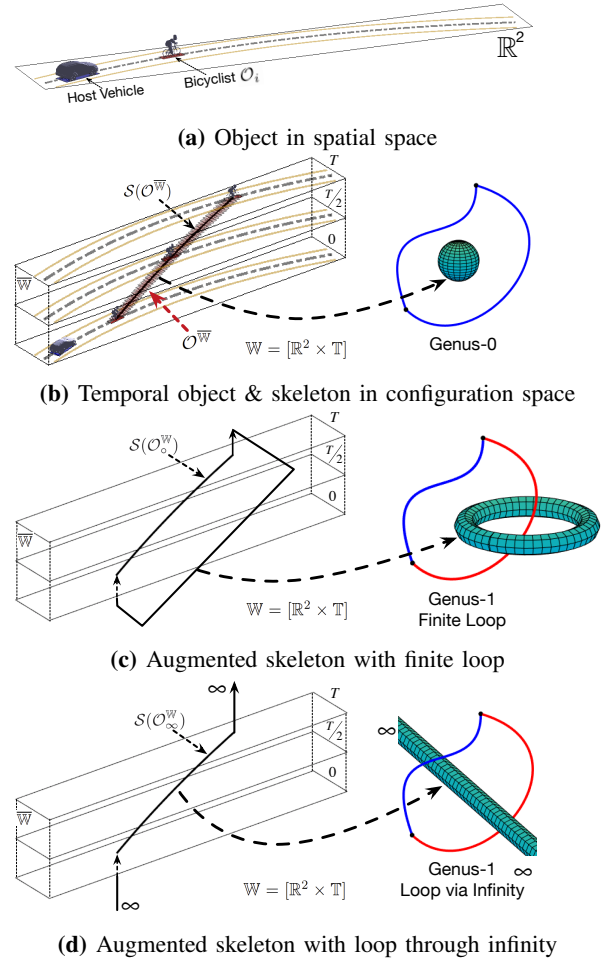 ℝ²
Host Vehicle
Bicyclist 𝒪ᵢ
(a) Object in spatial space
T
T/2
0
𝒮(𝒪^𝕎̅)
𝕎̅
𝒪^𝕎̅
𝕎 = [ℝ² × 𝕋]
Genus-0
(b) Temporal object & skeleton in configuration space
T
T/2
0
𝒮(𝒪_∘^𝕎)
𝕎̅
𝕎 = [ℝ² × 𝕋]
Genus-1
Finite Loop
(c) Augmented skeleton with finite loop
∞
T
T/2
0
𝒮(𝒪_∞^𝕎)
𝕎̅
∞
𝕎 = [ℝ² × 𝕋]
∞
∞
Genus-1
Loop via Infinity
(d) Augmented skeleton with loop through infinity